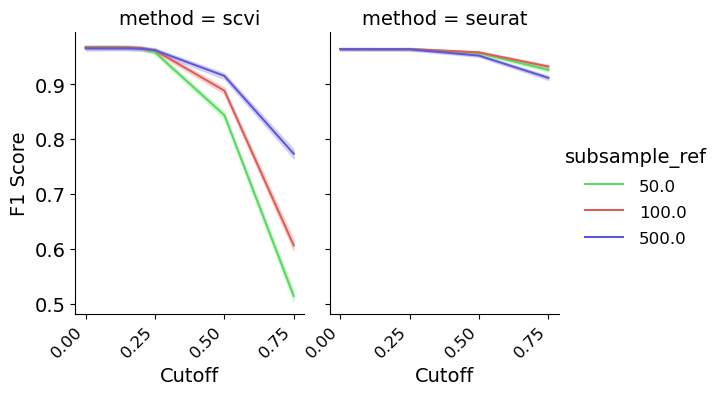 method = scvi
method = seurat
F1 Score
0.9
0.8
0.7
0.6
0.5
0.00
0.25
0.50
0.75
Cutoff
0.00
0.25
0.50
0.75
Cutoff
subsample_ref
50.0
100.0
500.0